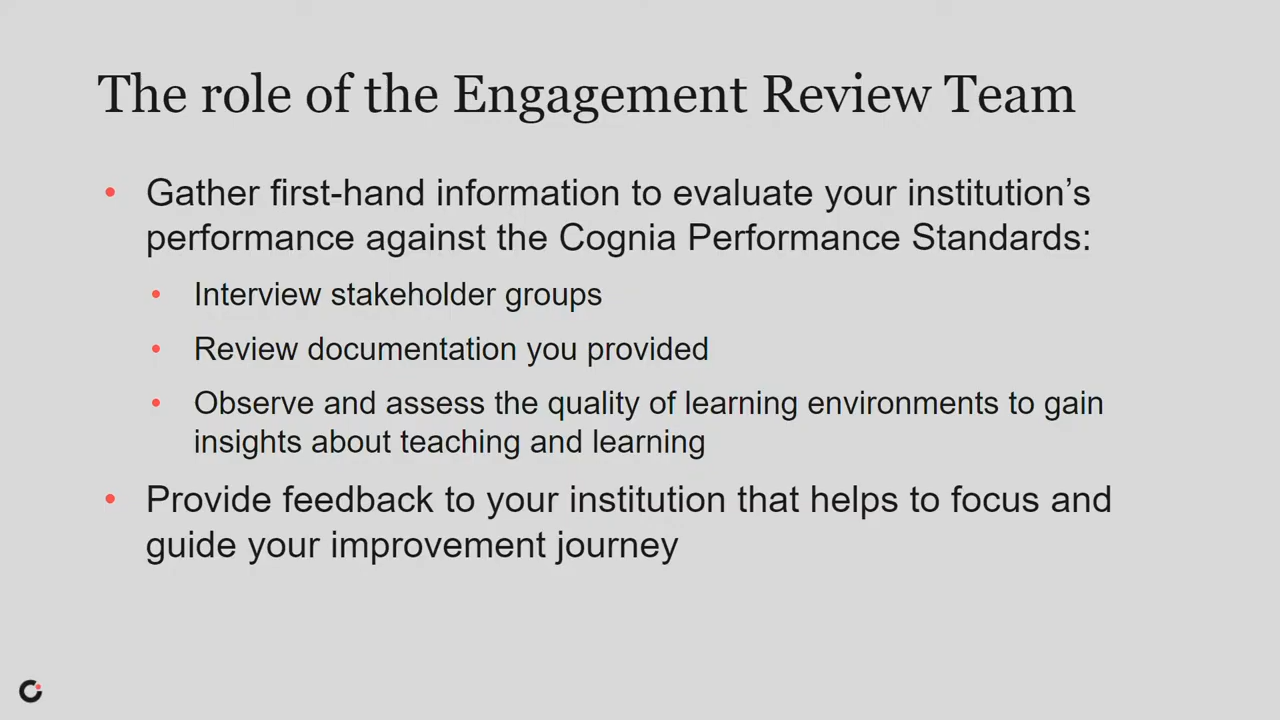 The role of the Engagement Review Team
• Gather first-hand information to evaluate your institution’s
performance against the Cognia Performance Standards:
• Interview stakeholder groups
• Review documentation you provided
• Observe and assess the quality of learning environments to gain
insights about teaching and learning
• Provide feedback to your institution that helps to focus and
guide your improvement journey